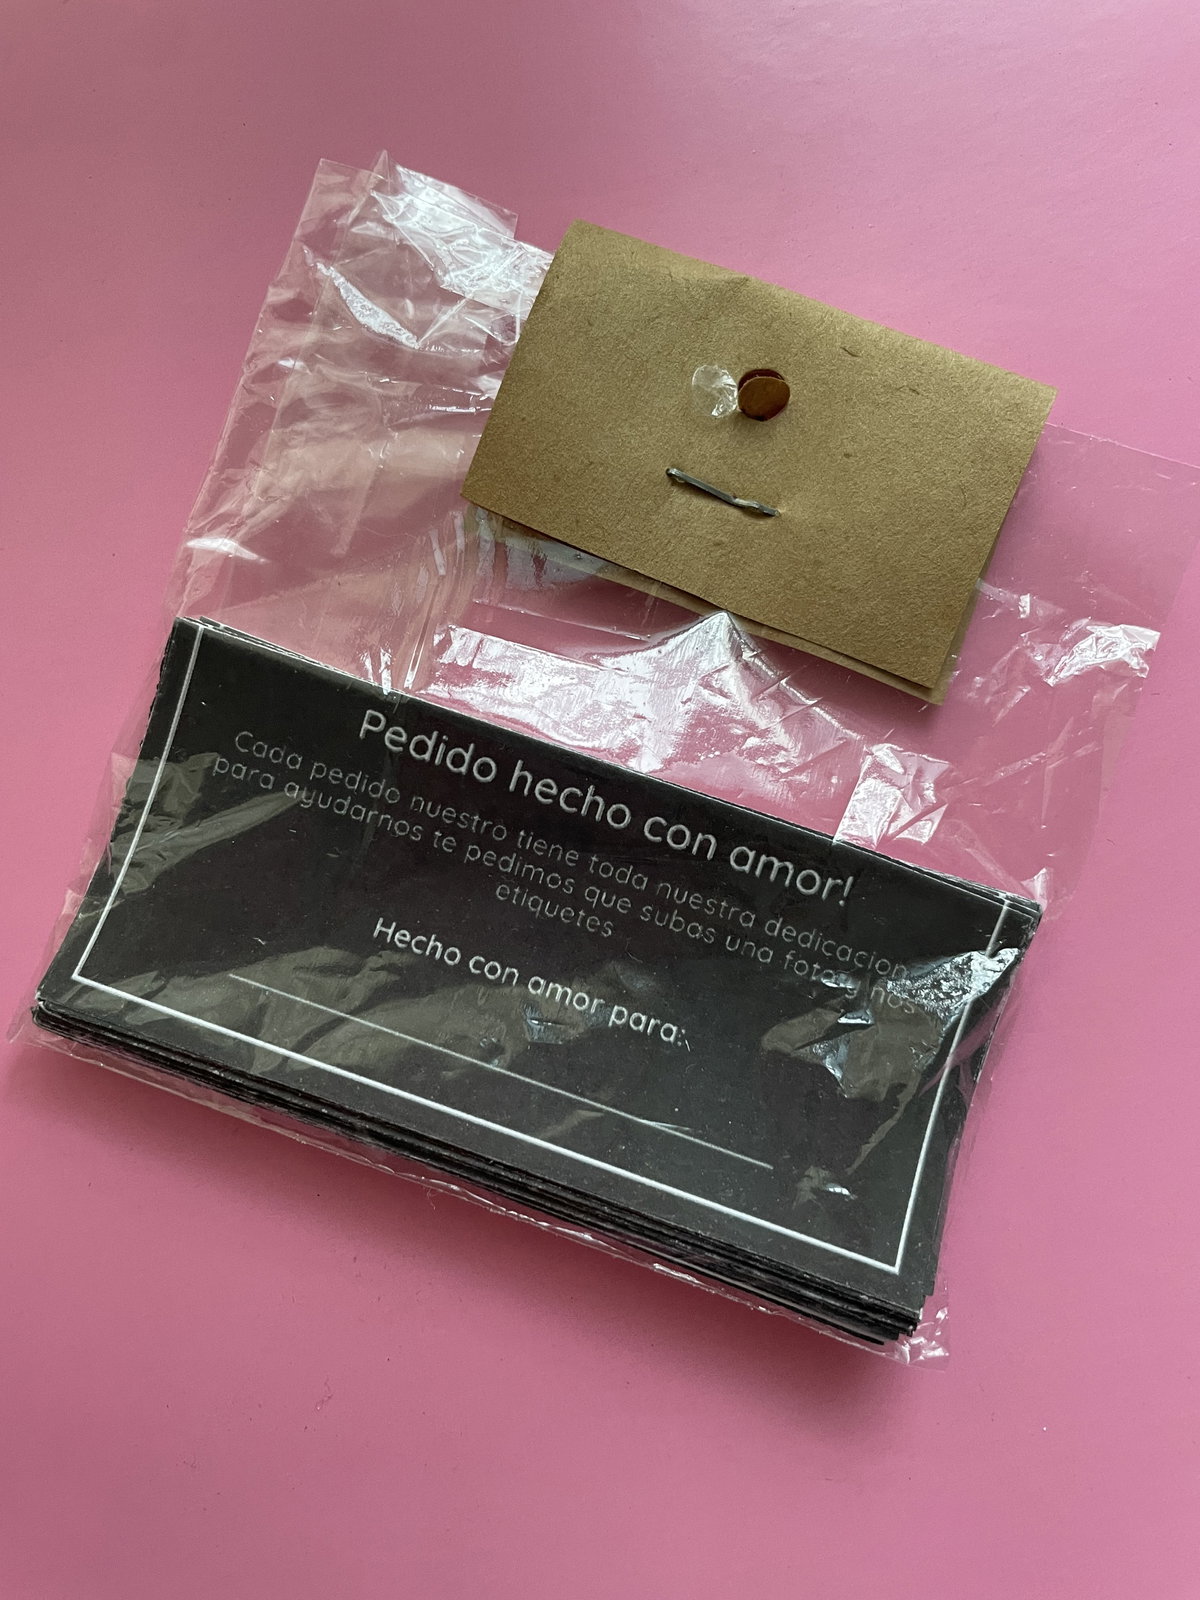 Pedido hecho con amor!
Cada pedido nuestro tiene toda nuestra dedicacion,
para ayudarnos te pedimos que subas una foto y nos
etiquetes
Hecho con amor para: